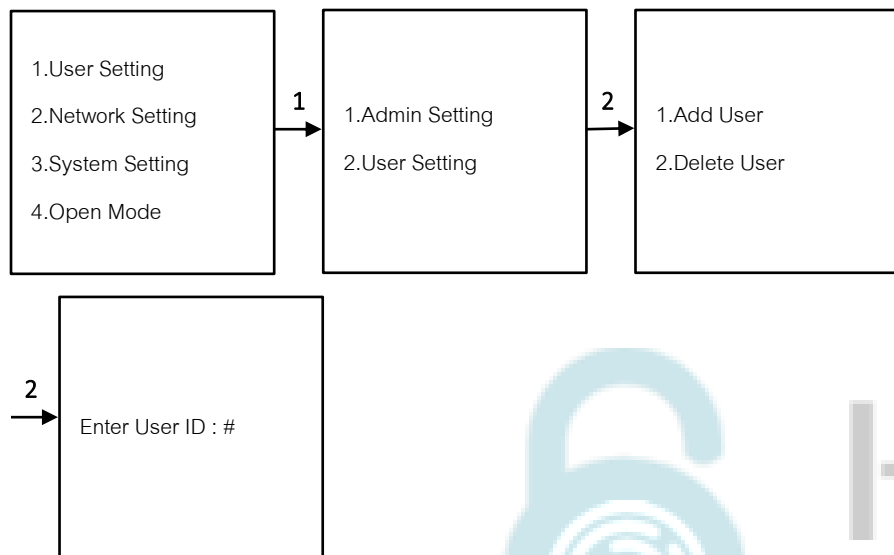 1.User Setting
2.Network Setting
3.System Setting
4.Open Mode
1
1.Admin Setting
2.User Setting
2
1.Add User
2.Delete User
2
Enter User ID : #